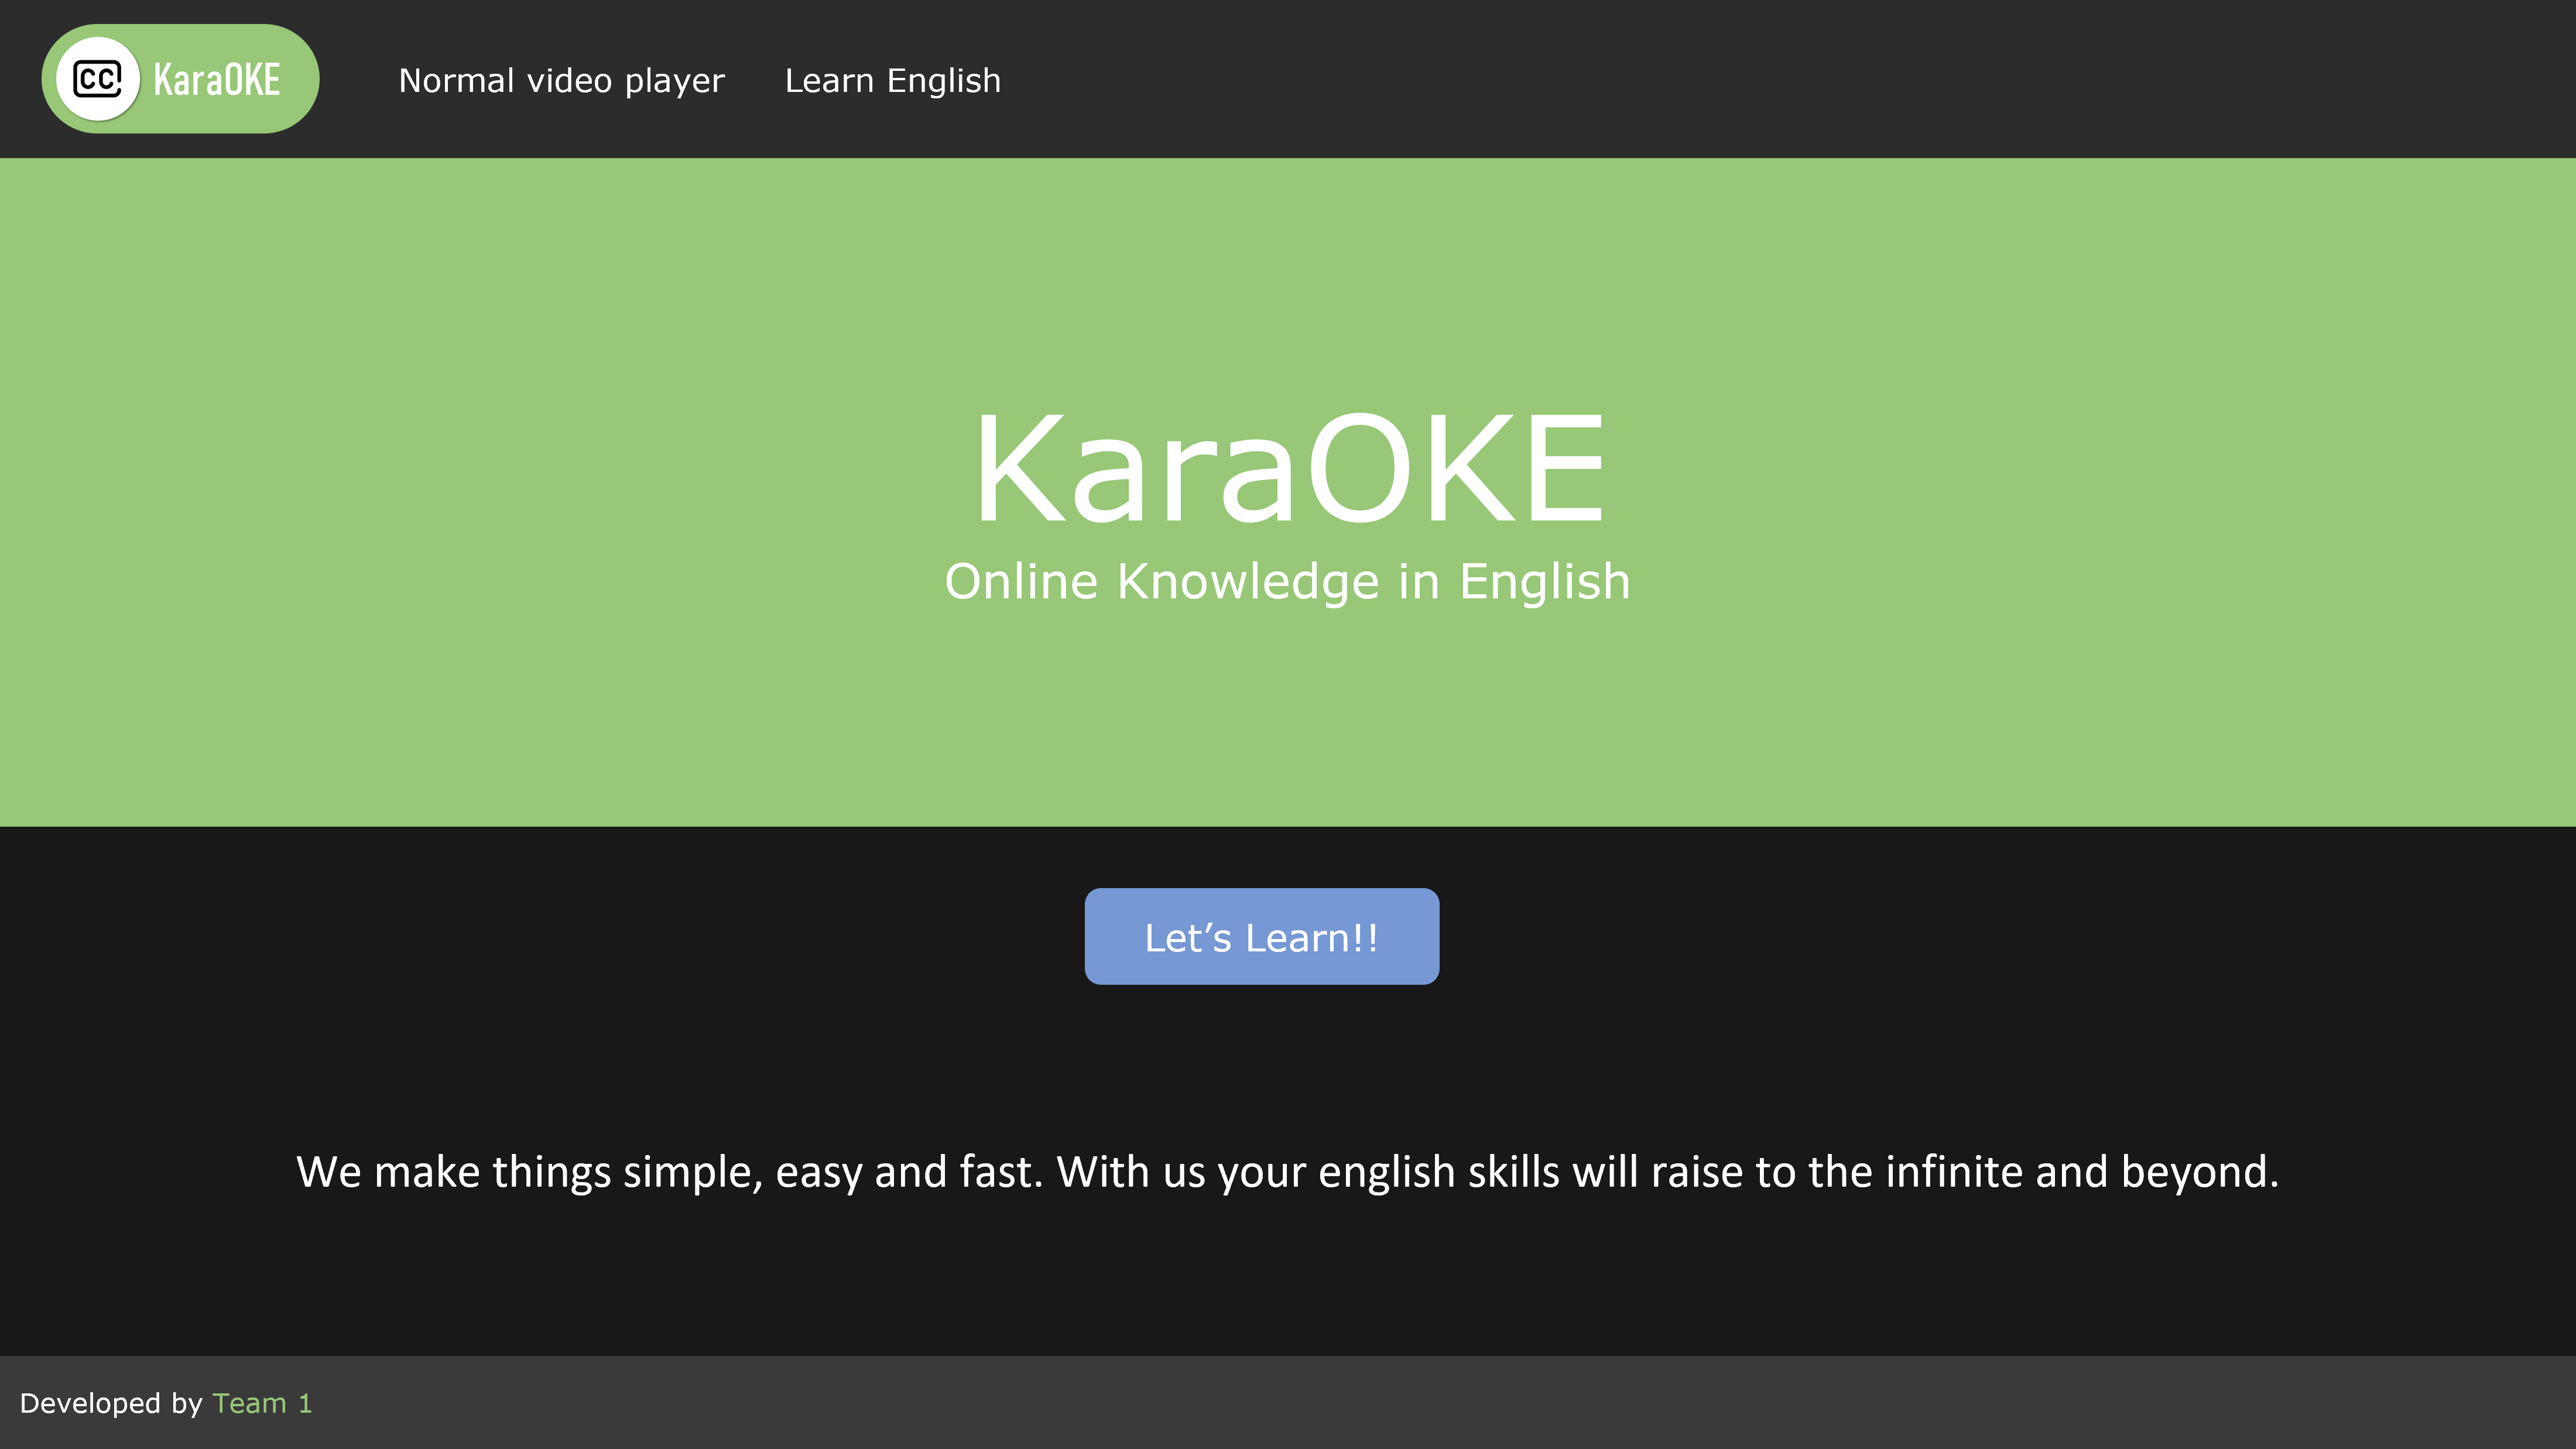 CC KaraOKE
Normal video player
Learn English
KaraOKE
Online Knowledge in English
Let’s Learn!!
We make things simple, easy and fast. With us your english skills will raise to the infinite and beyond.
Developed by Team 1